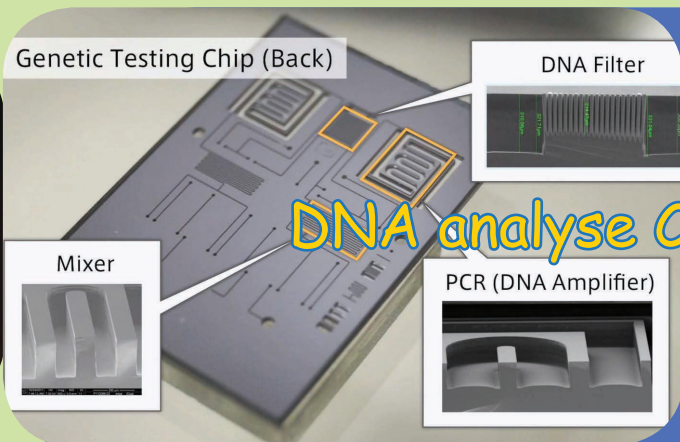 Genetic Testing Chip (Back)
DNA Filter
DNA analyse C
Mixer
PCR (DNA Amplifier)